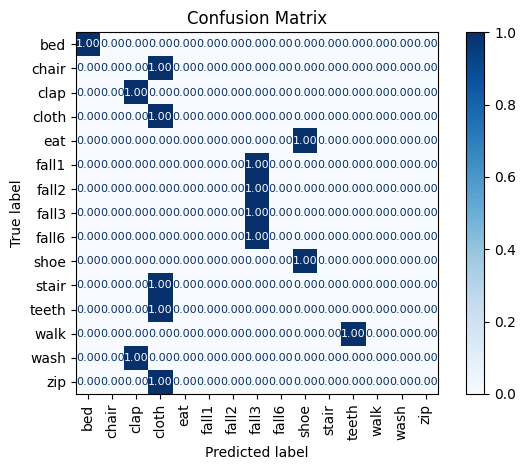 Confusion Matrix
bed 1.00 0.00 0.00 0.00 0.00 0.00 0.00 0.00 0.00 0.00 0.00 0.00 0.00 0.00 0.00
chair 0.00 0.00 0.00 1.00 0.00 0.00 0.00 0.00 0.00 0.00 0.00 0.00 0.00 0.00 0.00
clap 0.00 0.00 1.00 0.00 0.00 0.00 0.00 0.00 0.00 0.00 0.00 0.00 0.00 0.00 0.00
cloth 0.00 0.00 0.00 1.00 0.00 0.00 0.00 0.00 0.00 0.00 0.00 0.00 0.00 0.00 0.00
eat 0.00 0.00 0.00 0.00 0.00 0.00 0.00 0.00 0.00 1.00 0.00 0.00 0.00 0.00 0.00
fall1 0.00 0.00 0.00 0.00 0.00 0.00 0.00 1.00 0.00 0.00 0.00 0.00 0.00 0.00 0.00
fall2 0.00 0.00 0.00 0.00 0.00 0.00 0.00 1.00 0.00 0.00 0.00 0.00 0.00 0.00 0.00
fall3 0.00 0.00 0.00 0.00 0.00 0.00 0.00 1.00 0.00 0.00 0.00 0.00 0.00 0.00 0.00
fall6 0.00 0.00 0.00 0.00 0.00 0.00 0.00 1.00 0.00 0.00 0.00 0.00 0.00 0.00 0.00
shoe 0.00 0.00 0.00 0.00 0.00 0.00 0.00 0.00 0.00 1.00 0.00 0.00 0.00 0.00 0.00
stair 0.00 0.00 0.00 1.00 0.00 0.00 0.00 0.00 0.00 0.00 0.00 0.00 0.00 0.00 0.00
teeth 0.00 0.00 0.00 1.00 0.00 0.00 0.00 0.00 0.00 0.00 0.00 0.00 0.00 0.00 0.00
walk 0.00 0.00 0.00 0.00 0.00 0.00 0.00 0.00 0.00 0.00 0.00 1.00 0.00 0.00 0.00
wash 0.00 0.00 1.00 0.00 0.00 0.00 0.00 0.00 0.00 0.00 0.00 0.00 0.00 0.00 0.00
zip 0.00 0.00 0.00 1.00 0.00 0.00 0.00 0.00 0.00 0.00 0.00 0.00 0.00 0.00 0.00
True label
bed chair clap cloth eat fall1 fall2 fall3 fall6 shoe stair teeth walk wash zip
Predicted label
1.0
0.8
0.6
0.4
0.2
0.0